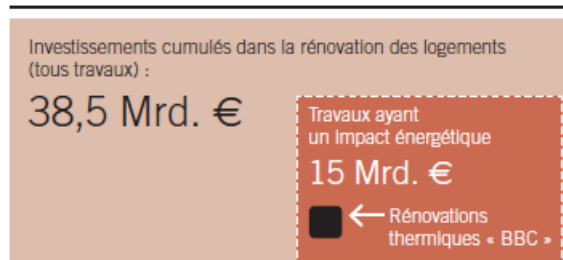 Investissements cumulés dans la rénovation des logements
(tous travaux) :
38,5 Mrd. €
Travaux ayant
un impact énergétique
15 Mrd. €
Rénovations
thermiques « BBC »